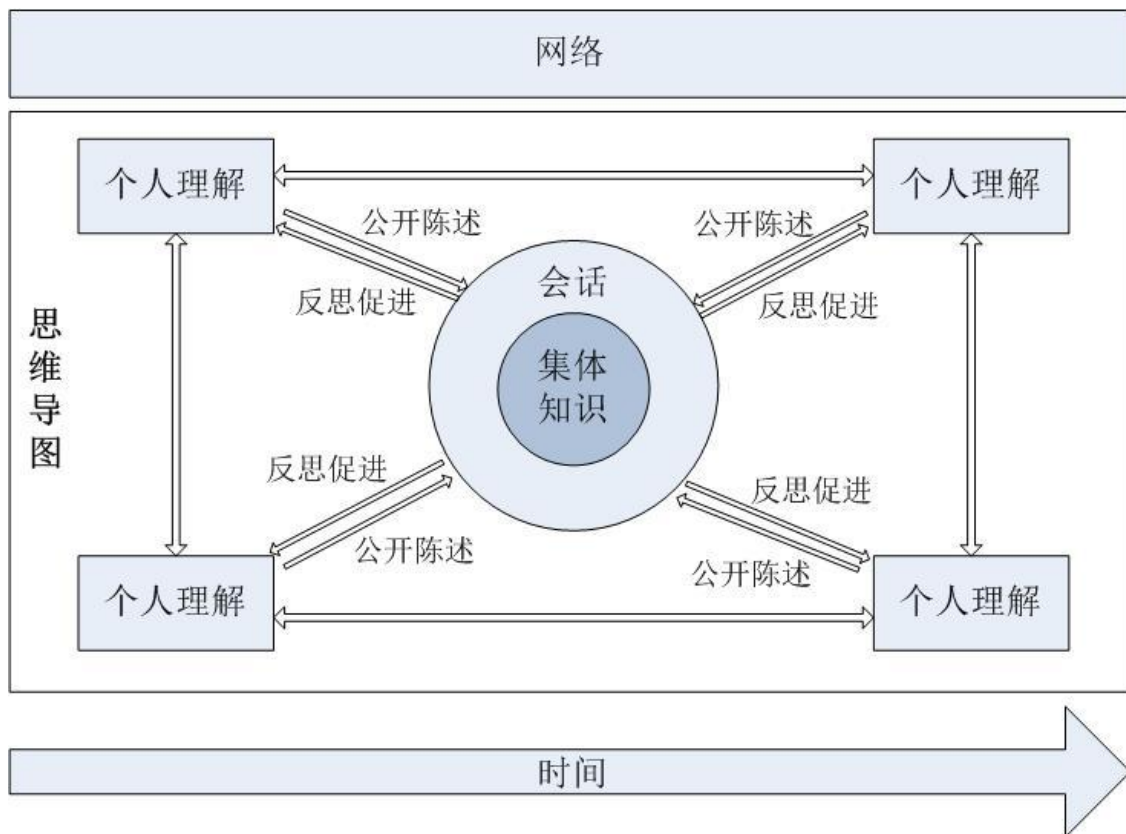 网络
个人理解
个人理解
公开陈述
公开陈述
会话
反思促进
反思促进
思
维
导
图
集体
知识
反思促进
反思促进
公开陈述
公开陈述
个人理解
个人理解
时间